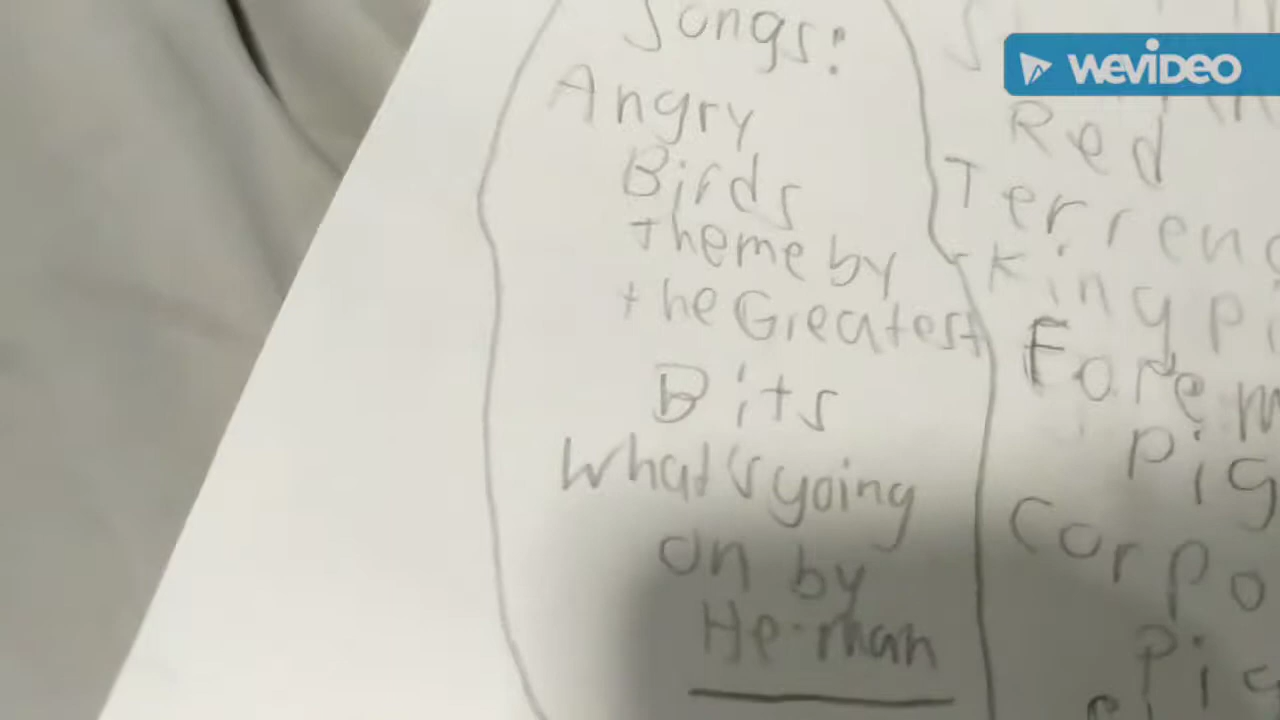 Songs:
Angry
Birds
theme by
the Greatest
Bits
What's going
on by
He-man
WEVIDEO
Red
Terrenc
King pi
Forem
Pig
Corpo
Pig